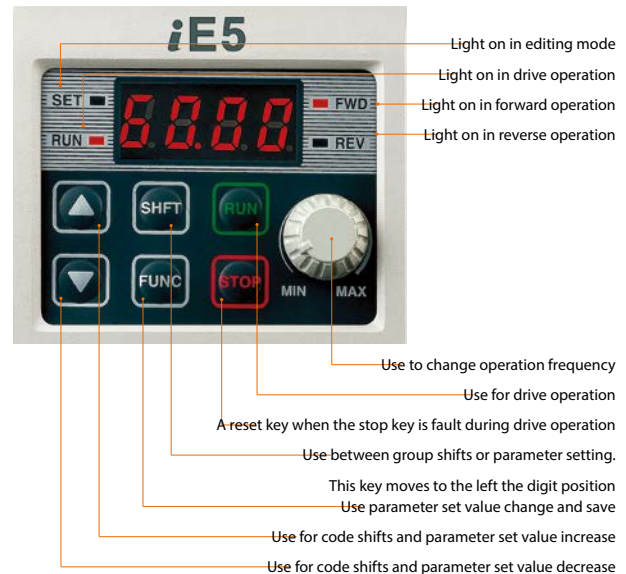 iE5
Light on in editing mode
Light on in drive operation
SET
FWD
Light on in forward operation
60.00
RUN
REV
Light on in reverse operation
SHFT
RUN
FUNC
STOP
MIN
MAX
Use to change operation frequency
Use for drive operation
A reset key when the stop key is fault during drive operation
Use between group shifts or parameter setting.
This key moves to the left the digit position
Use parameter set value change and save
Use for code shifts and parameter set value increase
Use for code shifts and parameter set value decrease